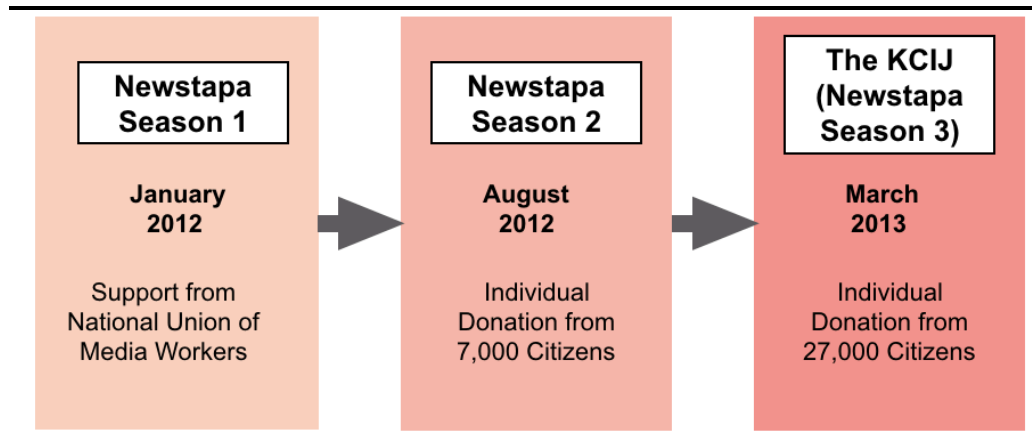 Newstapa
Season 1
January
2012
Support from
National Union of
Media Workers
Newstapa
Season 2
August
2012
Individual
Donation from
7,000 Citizens
The KCIJ
(Newstapa
Season 3)
March
2013
Individual
Donation from
27,000 Citizens